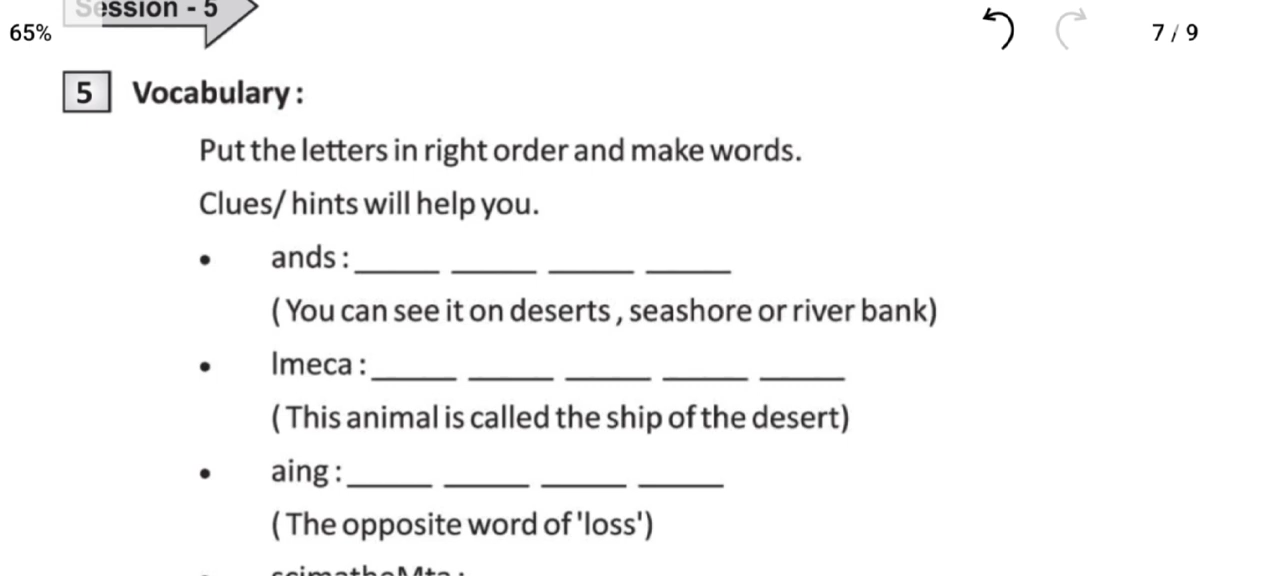 Session - 5
65%
7 / 9
5 Vocabulary :
Put the letters in right order and make words.
Clues/ hints will help you.
• ands : ____ ____ ____ ____
( You can see it on deserts , seashore or river bank)
• lmeca : ____ ____ ____ ____ ____
( This animal is called the ship of the desert)
• aing : ____ ____ ____ ____
( The opposite word of 'loss')
scimatheMta :